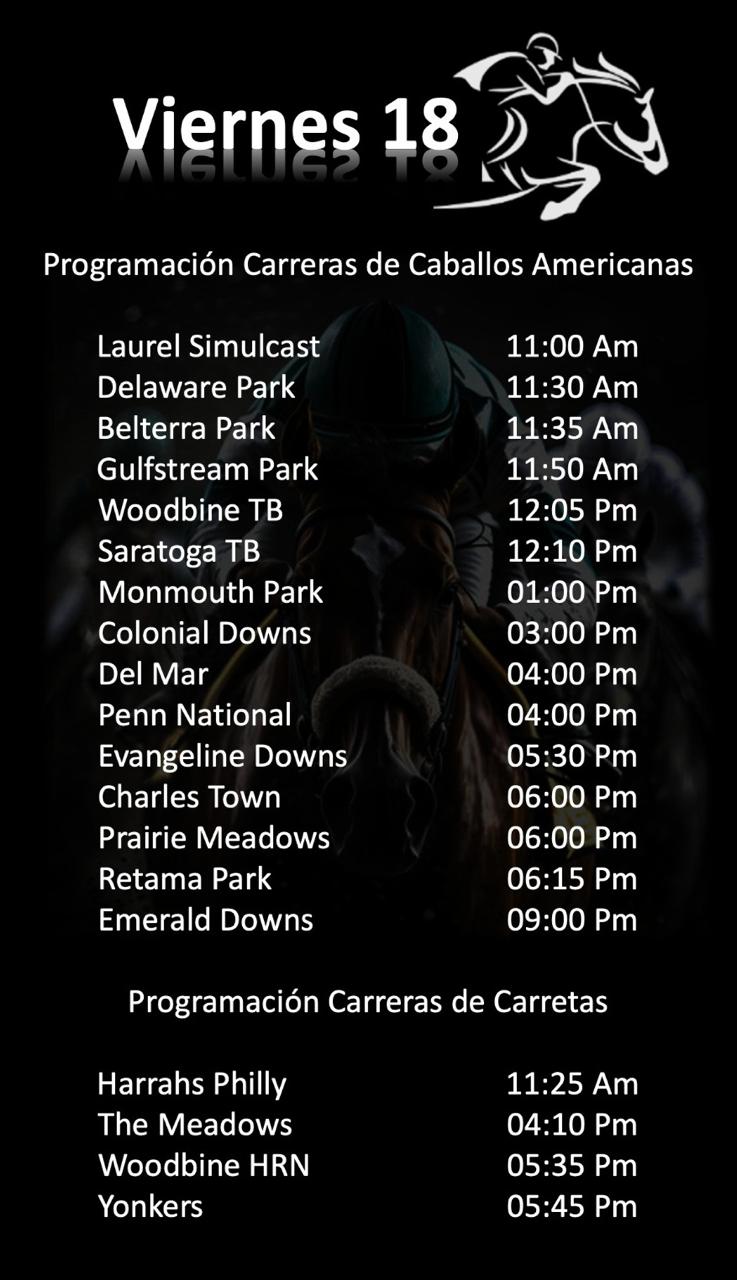 Viernes 18
Programación Carreras de Caballos Americanas
Laurel Simulcast 11:00 Am
Delaware Park 11:30 Am
Belterra Park 11:35 Am
Gulfstream Park 11:50 Am
Woodbine TB 12:05 Pm
Saratoga TB 12:10 Pm
Monmouth Park 01:00 Pm
Colonial Downs 03:00 Pm
Del Mar 04:00 Pm
Penn National 04:00 Pm
Evangeline Downs 05:30 Pm
Charles Town 06:00 Pm
Prairie Meadows 06:00 Pm
Retama Park 06:15 Pm
Emerald Downs 09:00 Pm
Programación Carreras de Carretas
Harrahs Philly 11:25 Am
The Meadows 04:10 Pm
Woodbine HRN 05:35 Pm
Yonkers 05:45 Pm